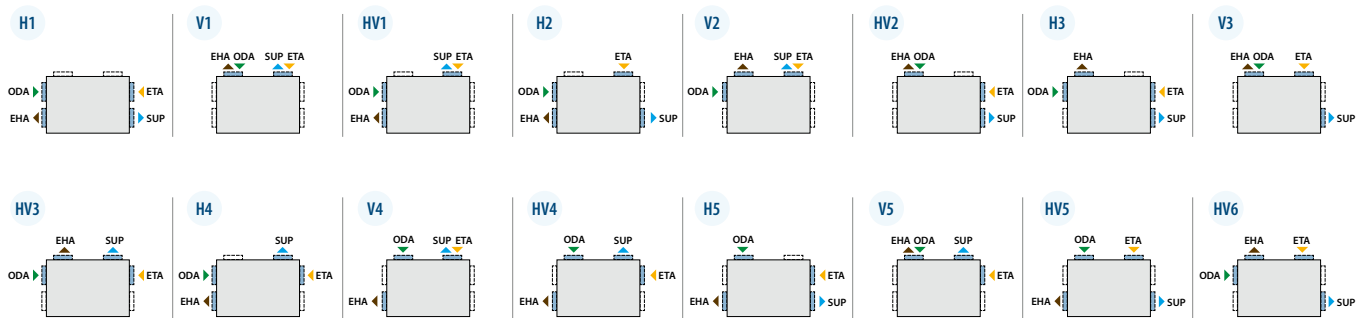 H1 V1 HV1 H2 V2 HV2 H3 V3
EHA ODA SUP ETA SUP ETA ETA EHA SUP ETA EHA ODA EHA EHA ODA ETA
ODA ETA ODA ODA ODA ETA ODA ETA
EHA SUP EHA EHA SUP SUP SUP SUP
HV3 H4 V4 HV4 H5 V5 HV5 HV6
EHA SUP SUP ODA SUP ETA ODA SUP ODA EHA ODA SUP ODA ETA EHA ETA
ODA ETA ODA ETA ETA ETA ETA ODA
EHA EHA EHA EHA SUP EHA SUP SUP